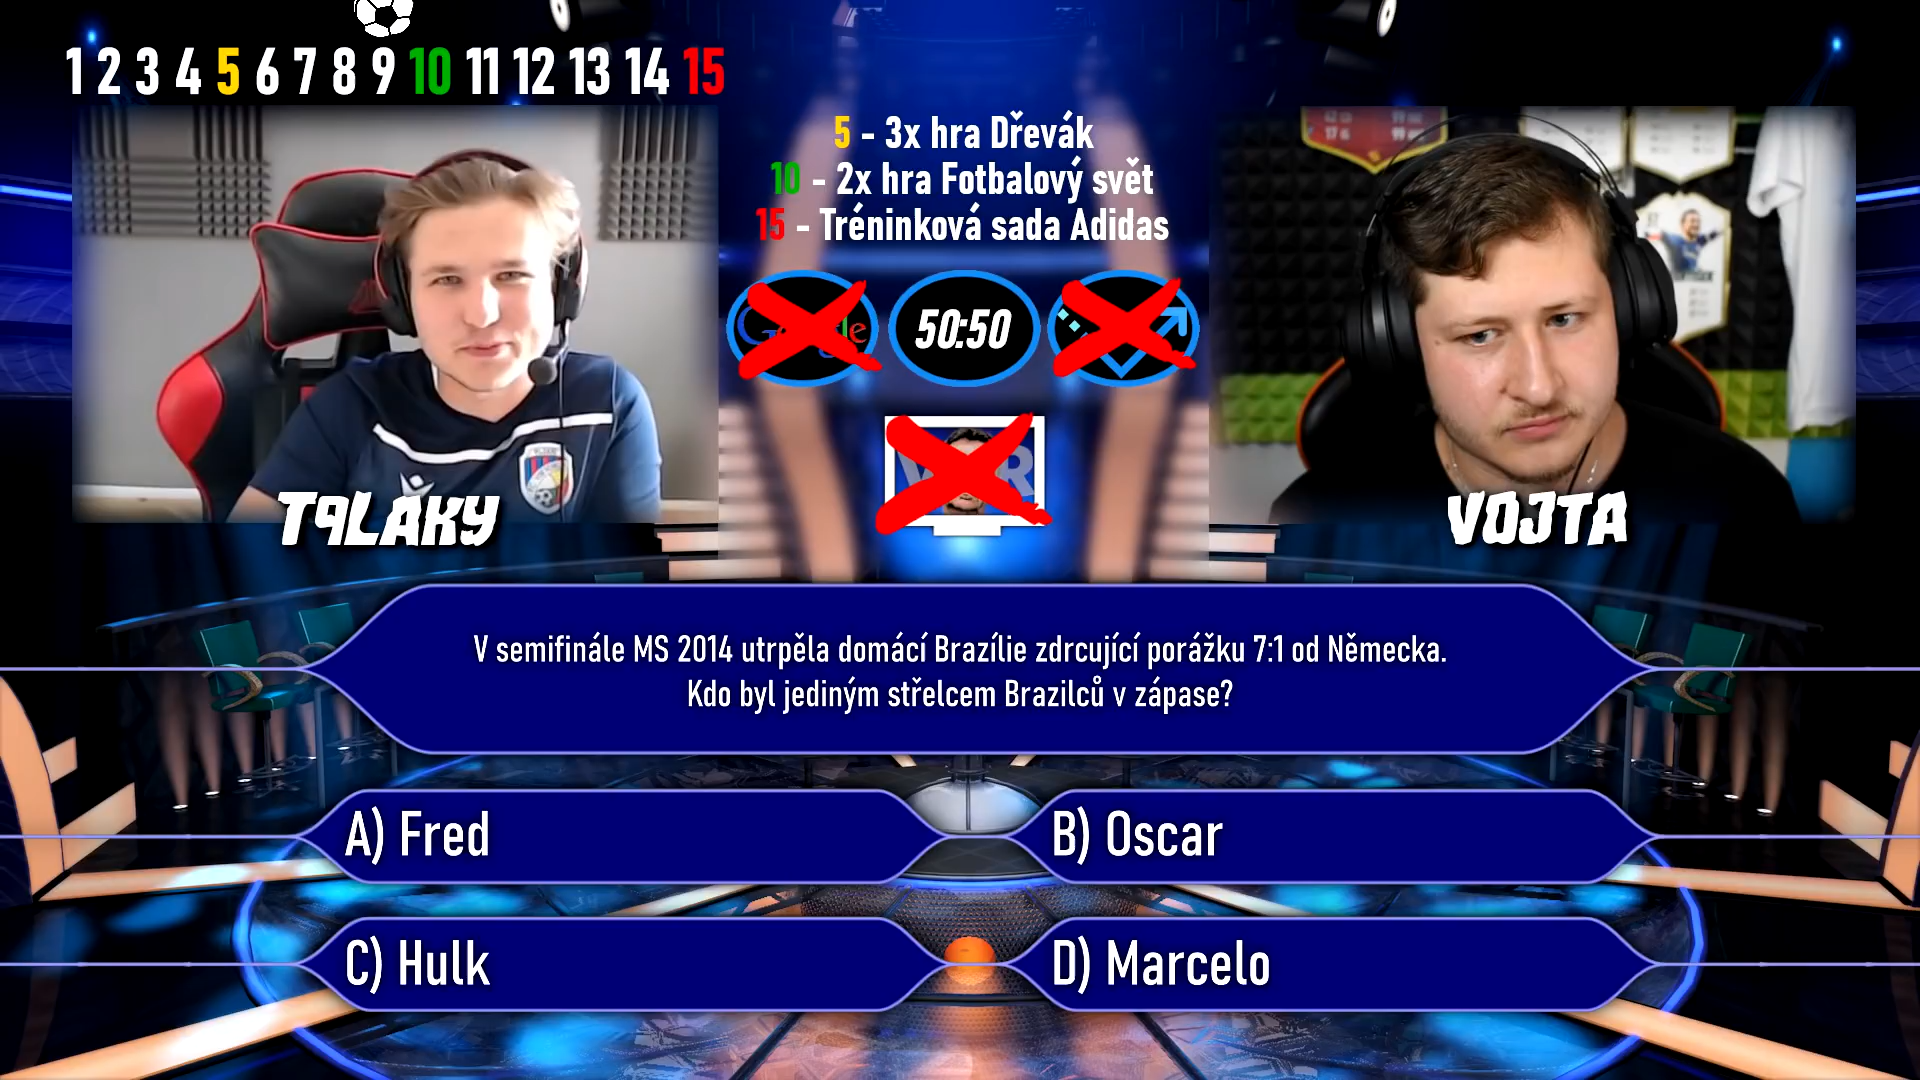 1 2 3 4 5 6 7 8 9 10 11 12 13 14 15
5 - 3x hra Dřevák
10 - 2x hra Fotbalový svět
15 - Tréninková sada Adidas
Google
50:50
T9LAKY
VOJTA
V semifinále MS 2014 utrpěla domácí Brazílie zdrcující porážku 7:1 od Německa.
Kdo byl jediným střelcem Brazilců v zápase?
A) Fred
B) Oscar
C) Hulk
D) Marcelo